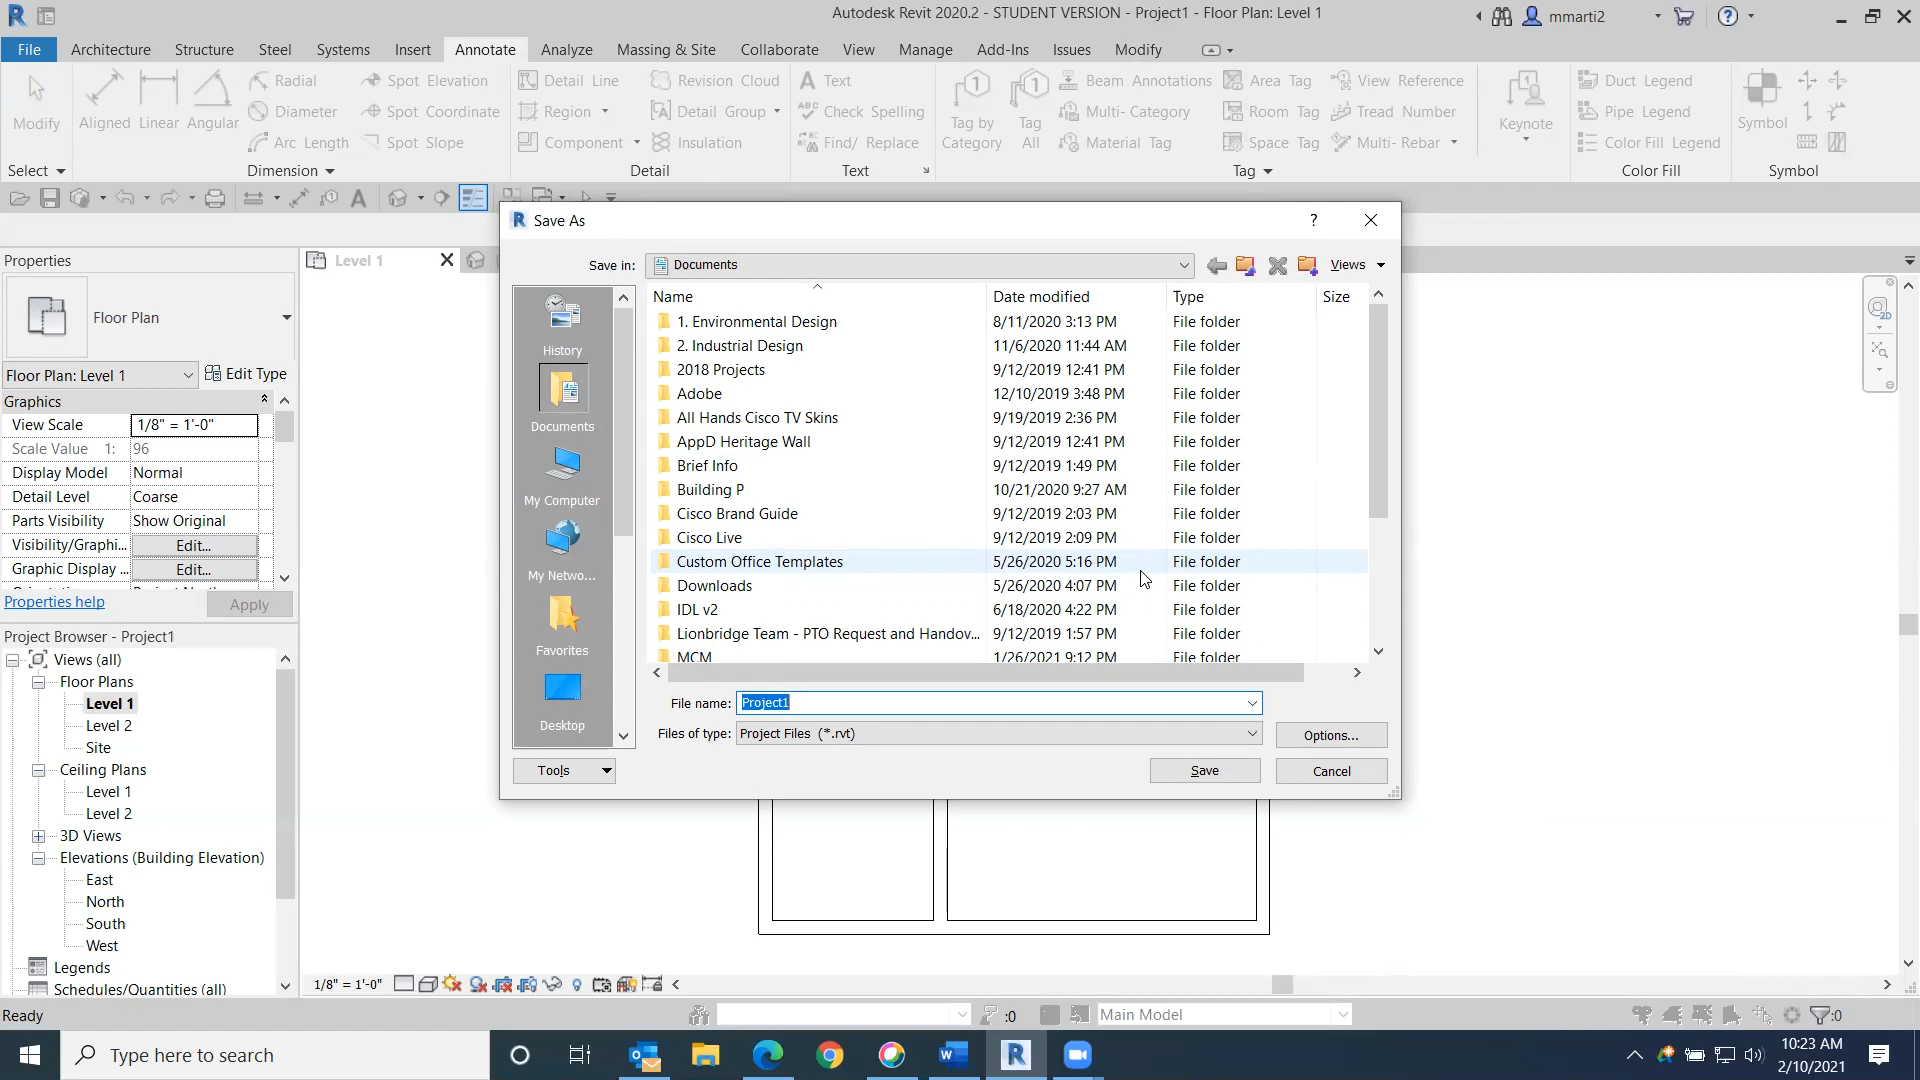 Autodesk Revit 2020.2 - STUDENT VERSION - Project1 - Floor Plan: Level 1
mmarti2
File Architecture Structure Steel Systems Insert Annotate Analyze Massing & Site Collaborate View Manage Add-Ins Issues Modify
Modify
Aligned Linear Angular
Radial
Diameter
Arc Length
Spot Elevation
Spot Coordinate
Spot Slope
Detail Line
Region
Component
Revision Cloud
Detail Group
Insulation
Text
Check Spelling
Find/ Replace
Tag by
Category
Tag
All
Beam Annotations
Multi- Category
Material Tag
Area Tag
Room Tag
Space Tag
View Reference
Tread Number
Multi- Rebar
Keynote
Duct Legend
Pipe Legend
Color Fill Legend
Symbol
Select Dimension Detail Text Tag Color Fill Symbol
Properties
Floor Plan
Floor Plan: Level 1 Edit Type
Graphics
View Scale 1/8" = 1'-0"
Scale Value 1: 96
Display Model Normal
Detail Level Coarse
Parts Visibility Show Original
Visibility/Graphi... Edit...
Graphic Display ... Edit...
Properties help Apply
Project Browser - Project1
Views (all)
Floor Plans
Level 1
Level 2
Site
Ceiling Plans
Level 1
Level 2
3D Views
Elevations (Building Elevation)
East
North
South
West
Legends
Schedules/Quantities (all)
Level 1
Save As
Save in: Documents Views
History
Documents
My Computer
My Netwo...
Favorites
Desktop
Name Date modified Type Size
1. Environmental Design 8/11/2020 3:13 PM File folder
2. Industrial Design 11/6/2020 11:44 AM File folder
2018 Projects 9/12/2019 12:41 PM File folder
Adobe 12/10/2019 3:48 PM File folder
All Hands Cisco TV Skins 9/19/2019 2:36 PM File folder
AppD Heritage Wall 9/12/2019 12:41 PM File folder
Brief Info 9/12/2019 1:49 PM File folder
Building P 10/21/2020 9:27 AM File folder
Cisco Brand Guide 9/12/2019 2:03 PM File folder
Cisco Live 9/12/2019 2:09 PM File folder
Custom Office Templates 5/26/2020 5:16 PM File folder
Downloads 5/26/2020 4:07 PM File folder
IDL v2 6/18/2020 4:22 PM File folder
Lionbridge Team - PTO Request and Handov... 9/12/2019 1:57 PM File folder
MCM 1/26/2021 9:12 PM File folder
File name: Project1
Files of type: Project Files (*.rvt) Options...
Tools Save Cancel
1/8" = 1'-0"
Ready
:0 Main Model :0
Type here to search
10:23 AM
2/10/2021